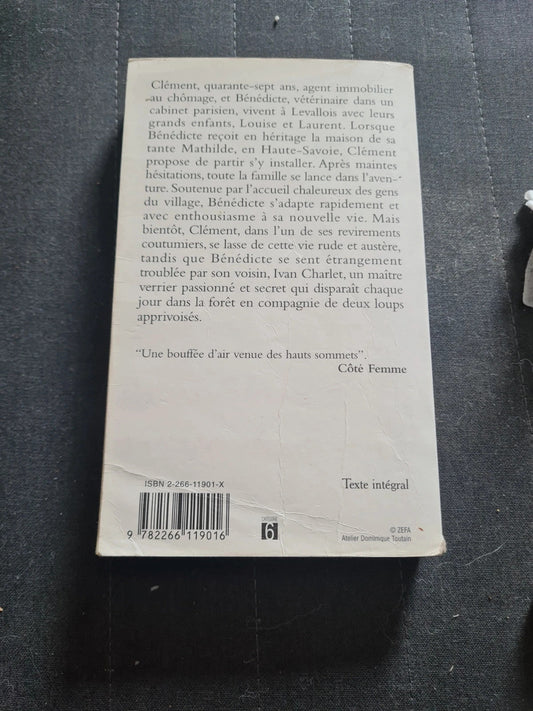 Clément, quarante-sept ans, agent immobilier
au chômage, et Bénédicte, vétérinaire dans un
cabinet parisien, vivent à Levallois avec leurs
grands enfants, Louise et Laurent. Lorsque
Bénédicte reçoit en héritage la maison de sa
tante Mathilde, en Haute-Savoie, Clément
propose de partir s'y installer. Après maintes
hésitations, toute la famille se lance dans l'aven-
ture. Soutenue par l'accueil chaleureux des gens
du village, Bénédicte s'adapte rapidement et
avec enthousiasme à sa nouvelle vie. Mais
bientôt, Clément, dans l'un de ses revirements
coutumiers, se lasse de cette vie rude et austère,
tandis que Bénédicte se sent étrangement
troublée par son voisin, Ivan Charlet, un maître
verrier passionné et secret qui disparaît chaque
jour dans la forêt en compagnie de deux loups
apprivoisés.
"Une bouffée d'air venue des hauts sommets".
Côté Femme
ISBN 2-266-11901-X
Texte intégral
9 782266 119016
CATÉGORIE
6
© ZEFA
Atelier Dominique Toutain